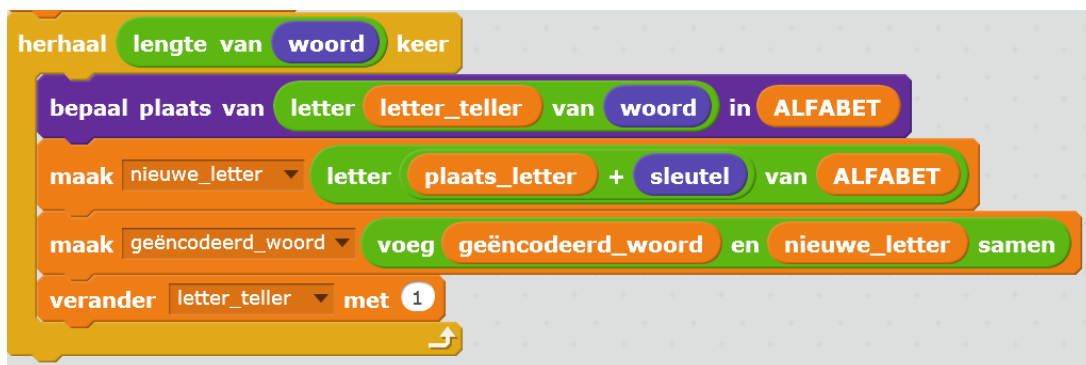 herhaal lengte van woord keer
bepaal plaats van letter letter_teller van woord in ALFABET
maak nieuwe_letter letter plaats_letter + sleutel van ALFABET
maak geëncodeerd_woord voeg geëncodeerd_woord en nieuwe_letter samen
verander letter_teller met 1